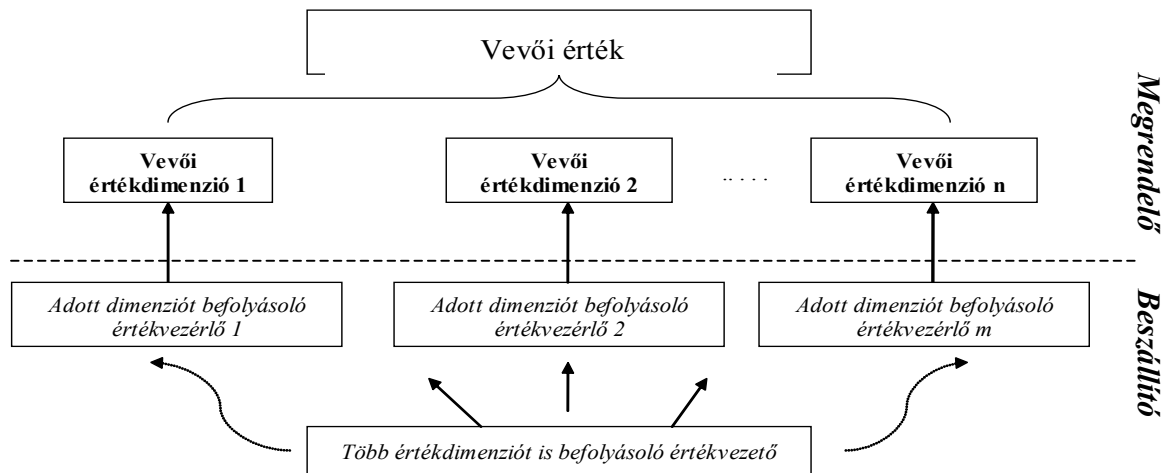 Vevői érték
Megrendelő
Vevői
értékdimenzió 1
Vevői
értékdimenzió 2
.. . . .
Vevői
értékdimenzió n
Adott dimenziót befolyásoló
értékvezérlő 1
Adott dimenziót befolyásoló
értékvezérlő 2
Adott dimenziót befolyásoló
értékvezérlő m
Beszállító
Több értékdimenziót is befolyásoló értékvezető